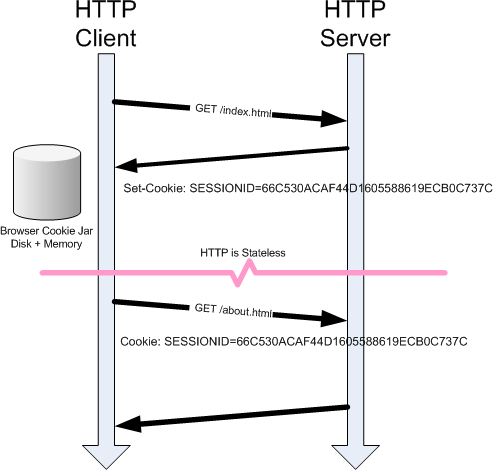 HTTP
Client
HTTP
Server
GET /index.html
Set-Cookie: SESSIONID=66C530ACAF44D1605588619ECB0C737C
Browser Cookie Jar
Disk + Memory
HTTP is Stateless
GET /about.html
Cookie: SESSIONID=66C530ACAF44D1605588619ECB0C737C